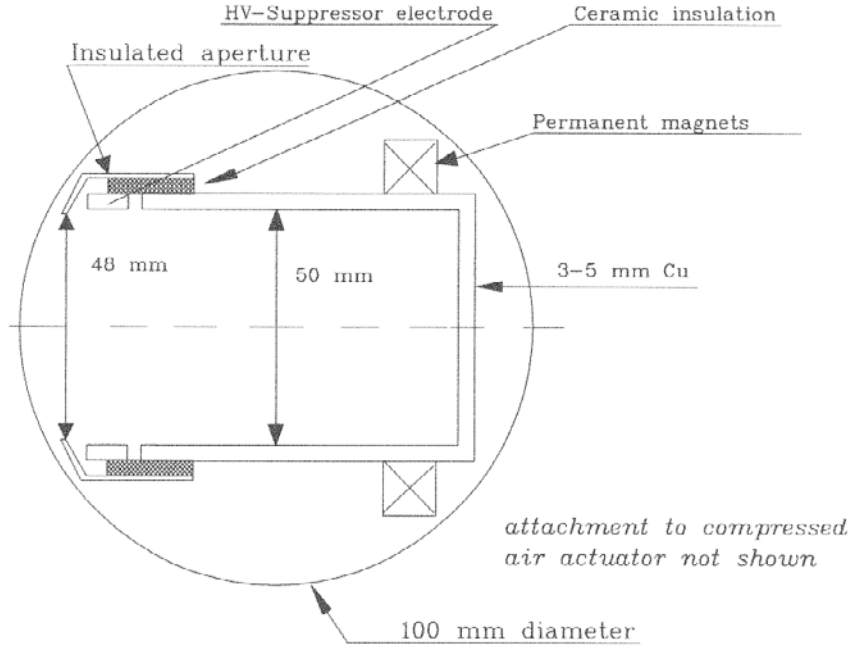 HV-Suppressor electrode
Ceramic insulation
Insulated aperture
Permanent magnets
48 mm
50 mm
3-5 mm Cu
attachment to compressed
air actuator not shown
100 mm diameter